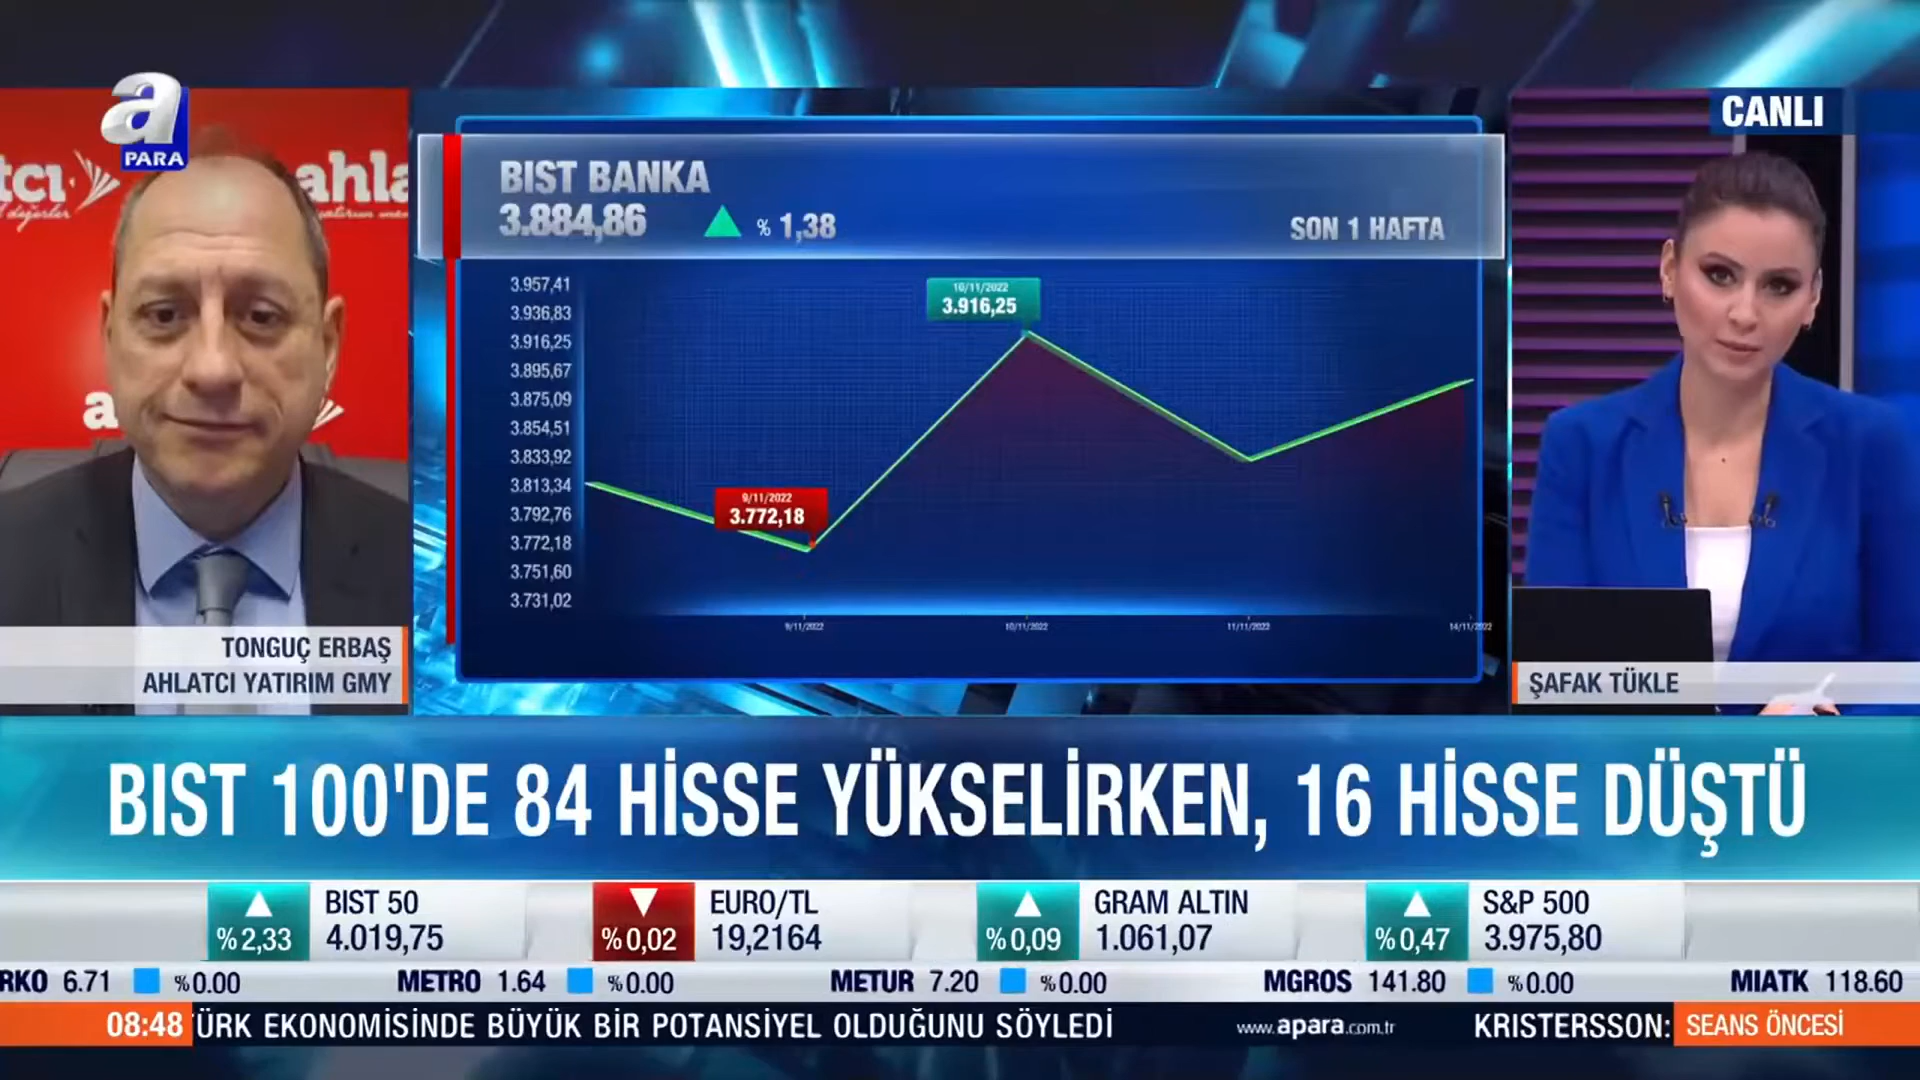 a
PARA
CANLI
tcı
ahla
BIST BANKA
3.884,86
% 1,38
SON 1 HAFTA
3.957,41
3.936,83
3.916,25
3.895,67
3.875,09
3.854,51
3.833,92
3.813,34
3.792,76
3.772,18
3.751,60
3.731,02
10/11/2022
3.916,25
9/11/2022
3.772,18
9/11/2022
10/11/2022
11/11/2022
14/11/2022
TONGUÇ ERBAŞ
AHLATCI YATIRIM GMY
ŞAFAK TÜKLE
BIST 100'DE 84 HİSSE YÜKSELİRKEN, 16 HİSSE DÜŞTÜ
%2,33 BIST 50 4.019,75
%0,02 EURO/TL 19,2164
%0,09 GRAM ALTIN 1.061,07
%0,47 S&P 500 3.975,80
RKO 6.71 %0.00 METRO 1.64 %0.00 METUR 7.20 %0.00 MGROS 141.80 %0.00 MIATK 118.60
08:48 TÜRK EKONOMİSİNDE BÜYÜK BİR POTANSİYEL OLDUĞUNU SÖYLEDİ www.apara.com.tr KRISTERSSON: SEANS ÖNCESİ